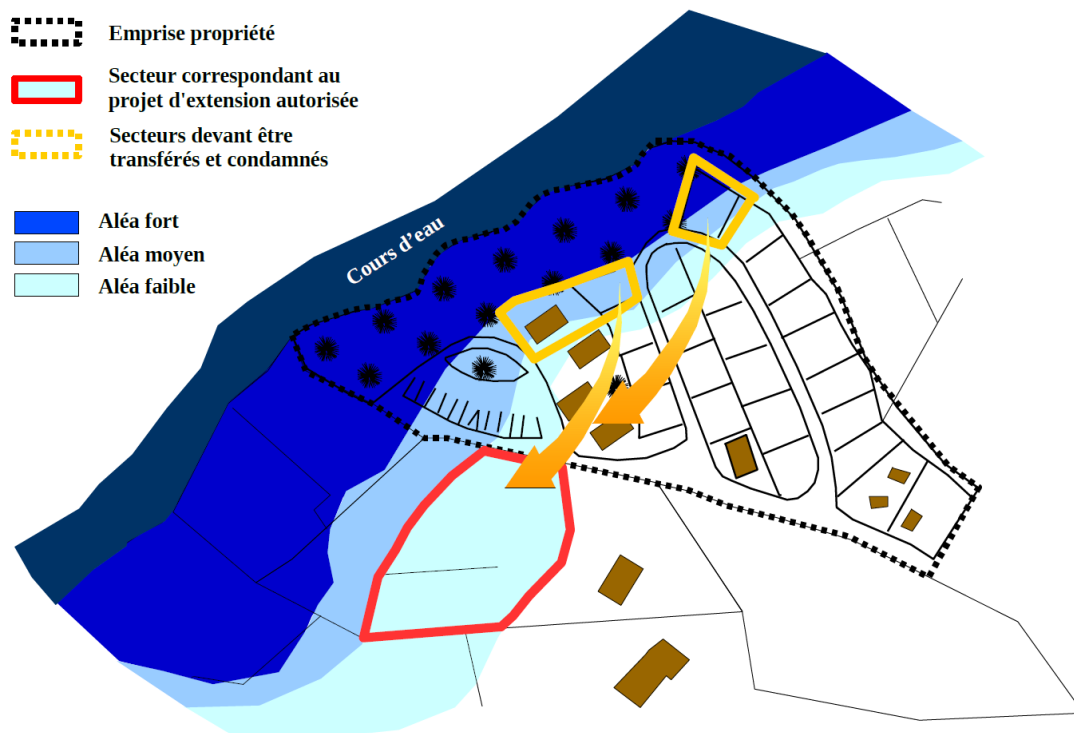 Emprise propriété
Secteur correspondant au
projet d'extension autorisée
Secteurs devant être
transférés et condamnés
Aléa fort
Aléa moyen
Aléa faible
Cours d’eau